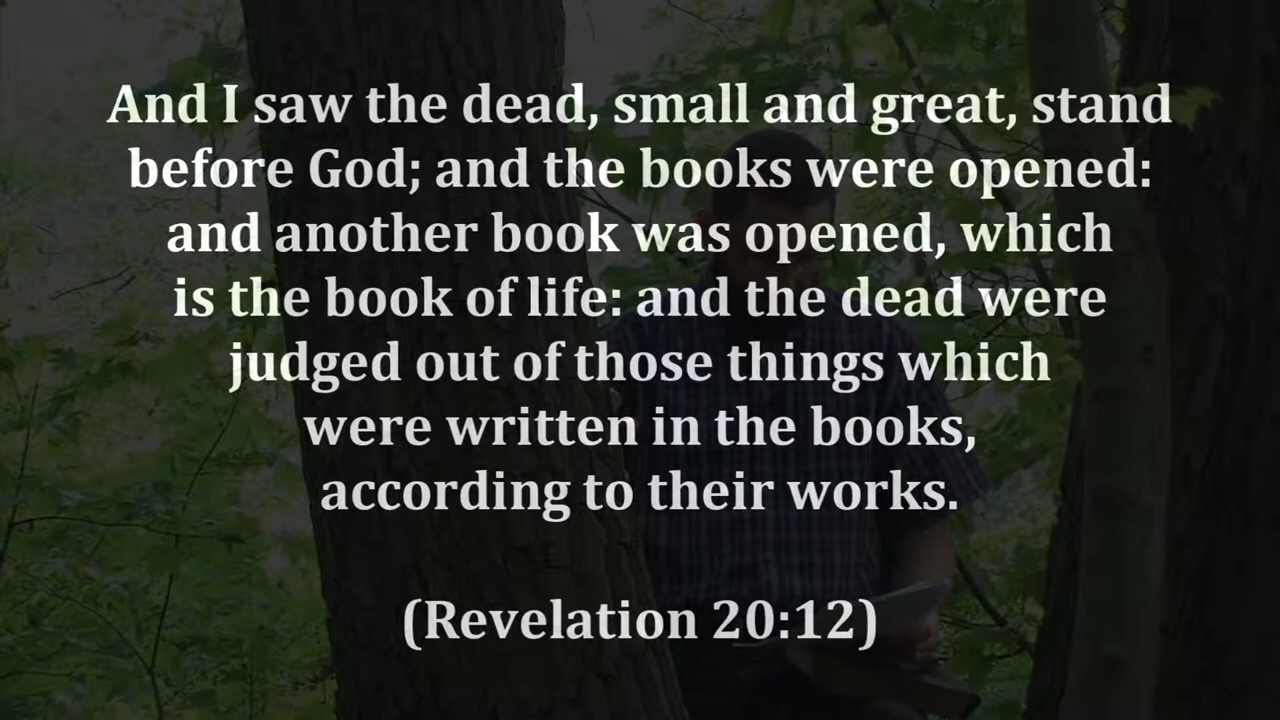 And I saw the dead, small and great, stand
before God; and the books were opened:
and another book was opened, which
is the book of life: and the dead were
judged out of those things which
were written in the books,
according to their works.
(Revelation 20:12)